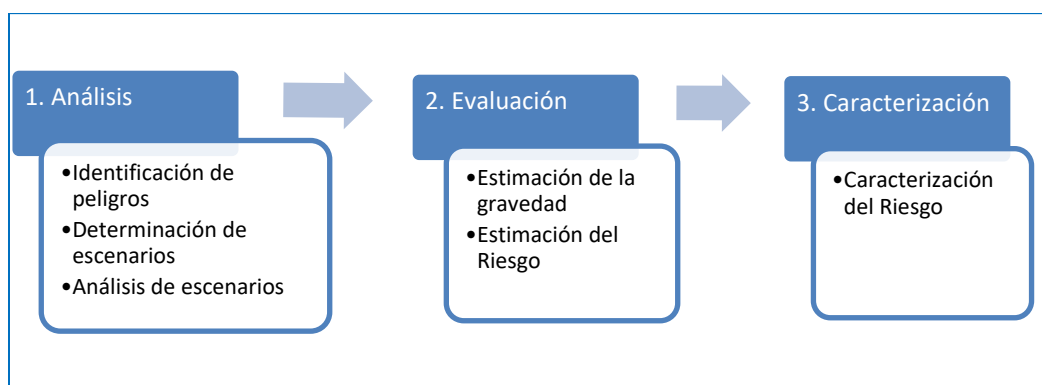 1. Análisis
•Identificación de
peligros
•Determinación de
escenarios
•Análisis de escenarios
2. Evaluación
•Estimación de la
gravedad
•Estimación del
Riesgo
3. Caracterización
•Caracterización
del Riesgo